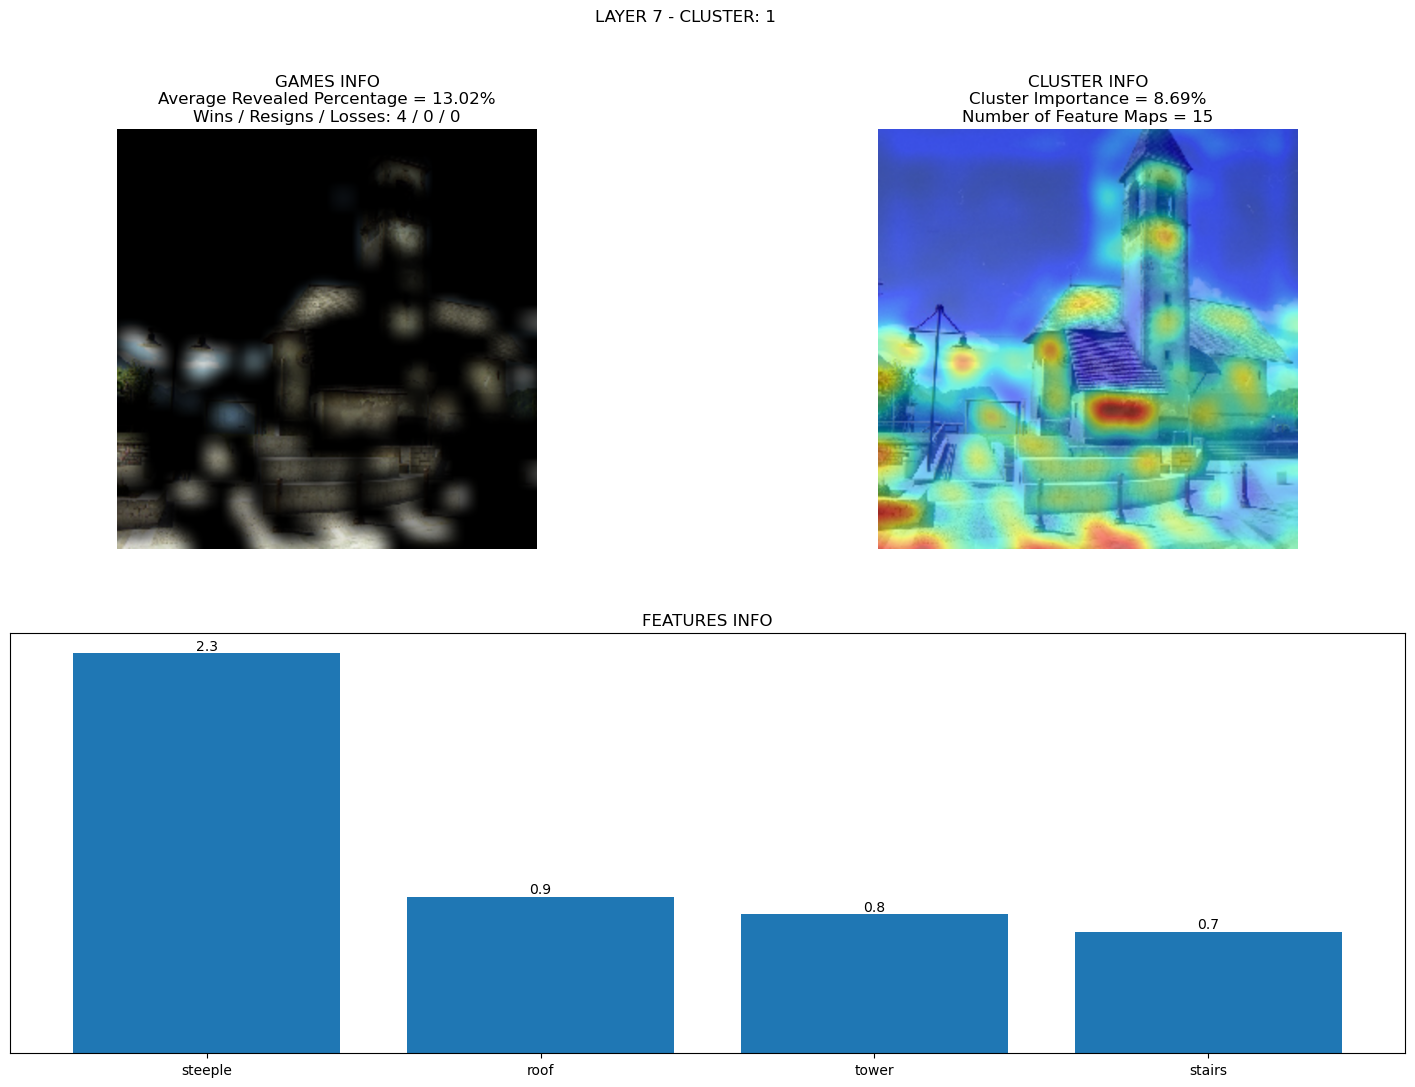 LAYER 7 - CLUSTER: 1
GAMES INFO
Average Revealed Percentage = 13.02%
Wins / Resigns / Losses: 4 / 0 / 0
CLUSTER INFO
Cluster Importance = 8.69%
Number of Feature Maps = 15
FEATURES INFO
2.3
0.9
0.8
0.7
steeple
roof
tower
stairs